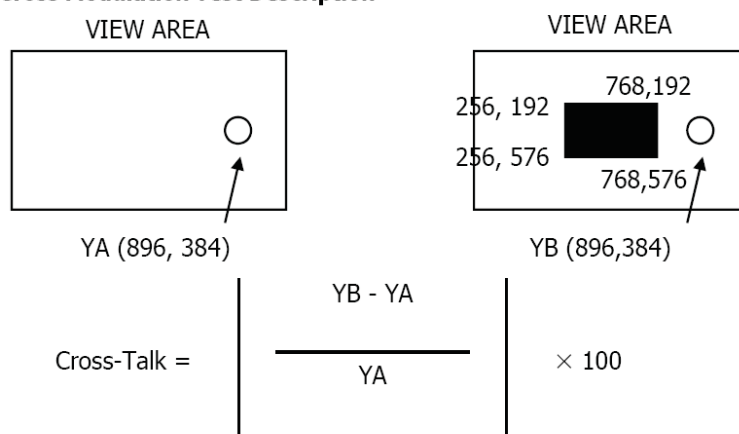 VIEW AREA
VIEW AREA
768,192
256, 192
256, 576
768,576
YA (896, 384)
YB (896,384)
YB - YA
Cross-Talk =
× 100
YA